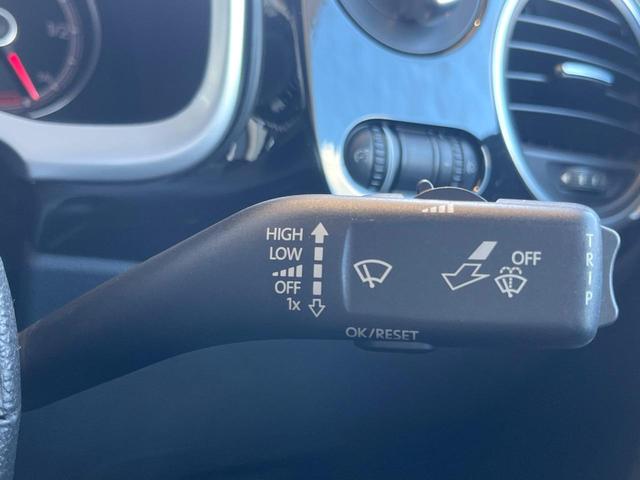 HIGH
LOW
OFF
1x
OFF
TRIP
OK/RESET